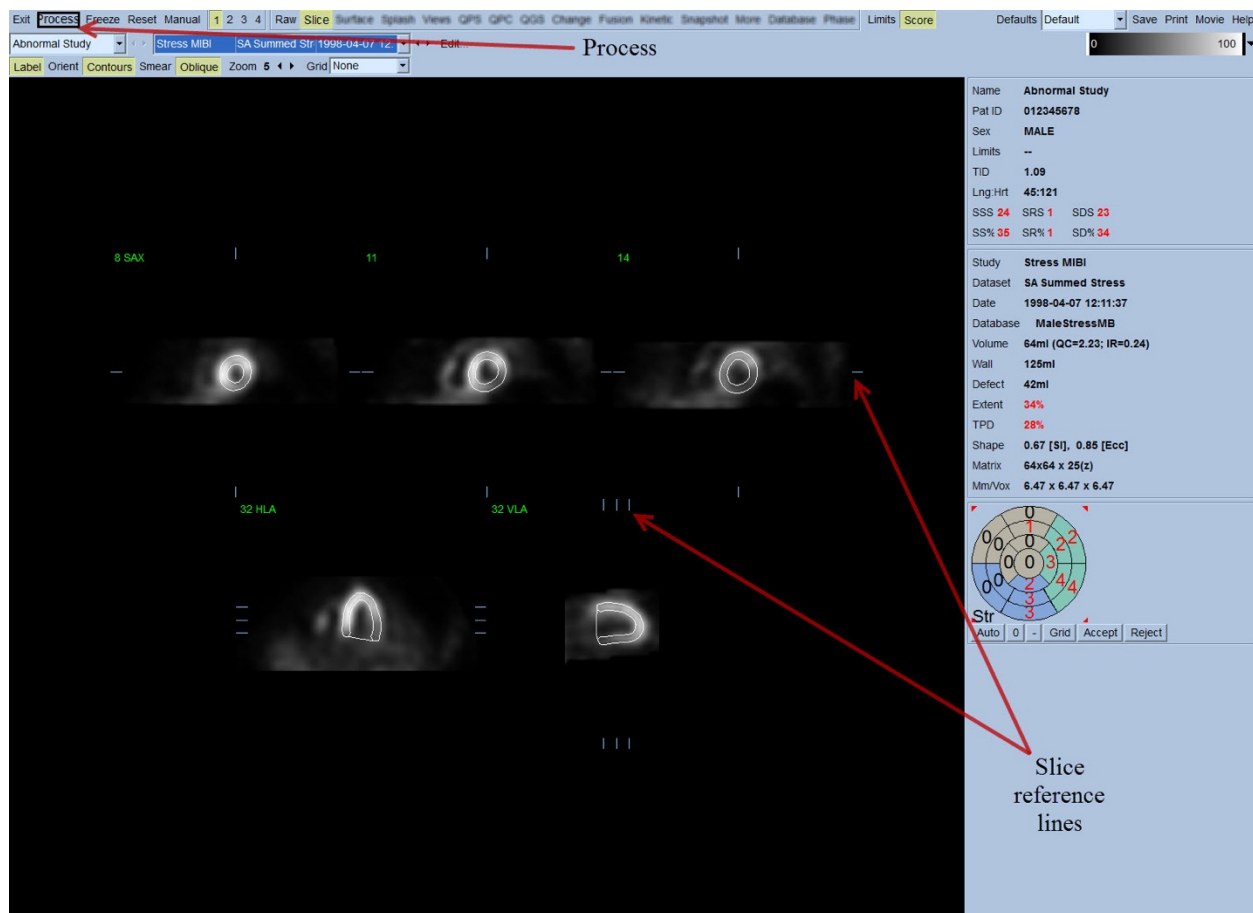 Exit Process Freeze Reset Manual 1 2 3 4 Raw Slice Surface Splash Views QPS QPC QGS Change Fusion Kinetic Snapshot More Database Phase Limits Score Defaults Default Save Print Movie Help
Abnormal Study Stress MIBI SA Summed Str 1998-04-07 12. Edit... 0 100
Process
Label Orient Contours Smear Oblique Zoom 5 Grid None
Name Abnormal Study
Pat ID 012345678
Sex MALE
Limits --
TID 1.09
Lng:Hrt 45:121
SSS 24 SRS 1 SDS 23
SS% 35 SR% 1 SD% 34
8 SAX 11 14
Study Stress MIBI
Dataset SA Summed Stress
Date 1998-04-07 12:11:37
Database MaleStressMB
Volume 64ml (QC=2.23; IR=0.24)
Wall 125ml
Defect 42ml
Extent 34%
TPD 28%
Shape 0.67 [SI], 0.85 [Ecc]
Matrix 64x64 x 25(z)
Mm/Vox 6.47 x 6.47 x 6.47
32 HLA 32 VLA
0
1
0 0 0 2 2
0 0 3
0 0 2 4 4
3
3
Str
Auto 0 - Grid Accept Reject
Slice
reference
lines